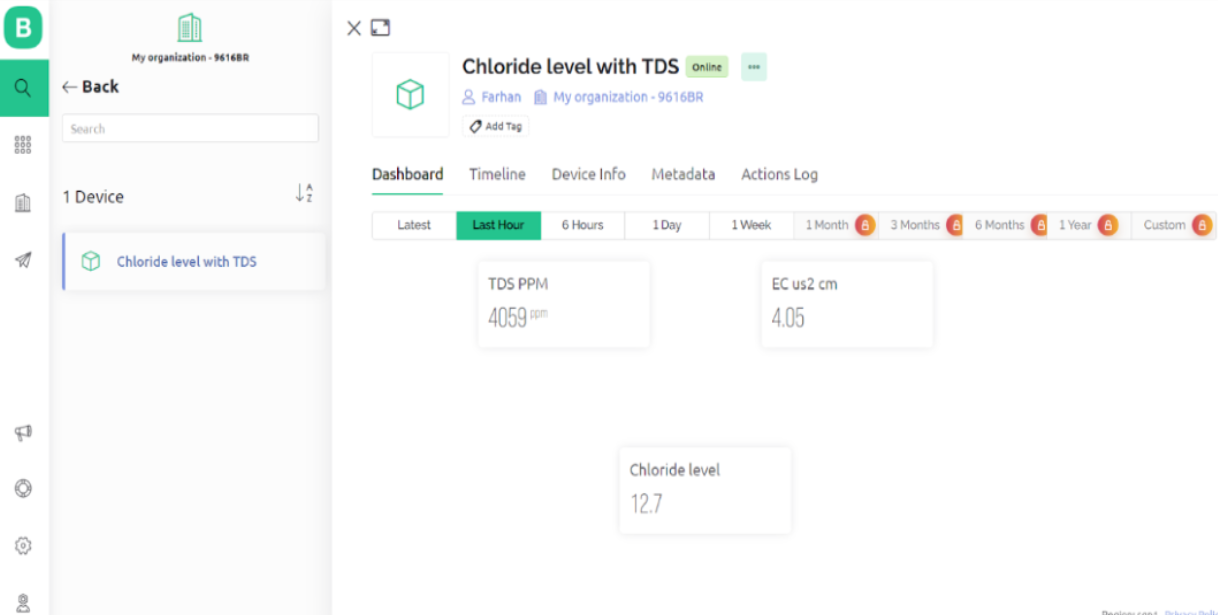 B
My organization - 9616BR
← Back
Search
1 Device
Chloride level with TDS
Chloride level with TDS Online
Farhan My organization - 9616BR
Add Tag
Dashboard Timeline Device Info Metadata Actions Log
Latest Last Hour 6 Hours 1 Day 1 Week 1 Month 3 Months 6 Months 1 Year Custom
TDS PPM
4059 ppm
EC us2 cm
4.05
Chloride level
12.7